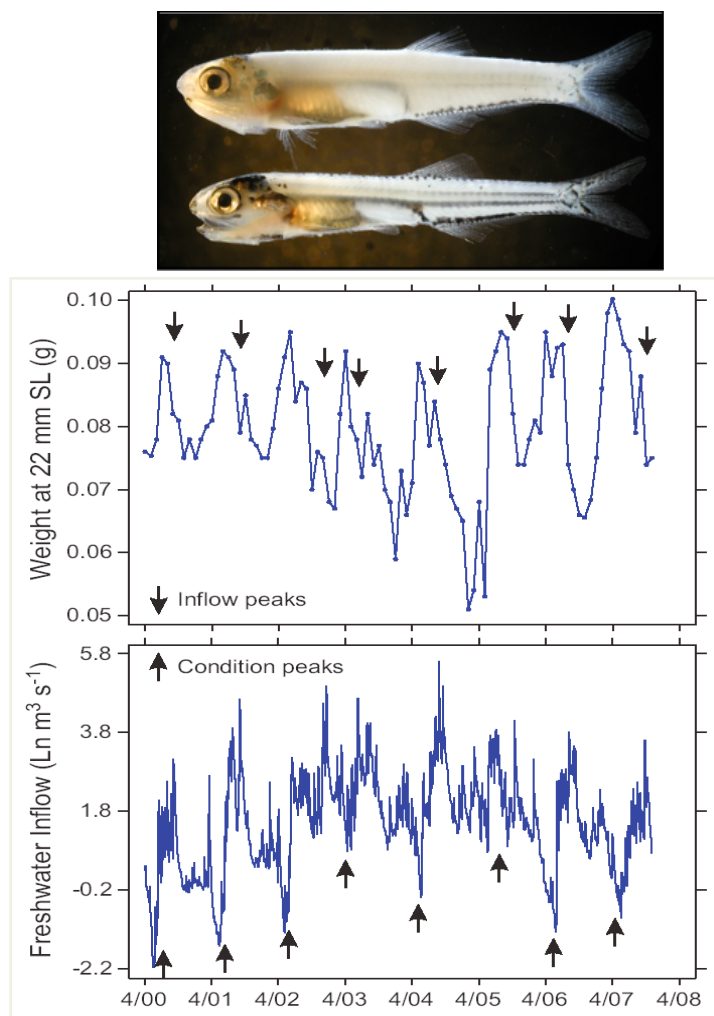 0.10
0.09
0.08
0.07
0.06
0.05
Weight at 22 mm SL (g)
Inflow peaks
5.8
3.8
1.8
-0.2
-2.2
Freshwater Inflow (Ln m³ s⁻¹)
Condition peaks
4/00 4/01 4/02 4/03 4/04 4/05 4/06 4/07 4/08